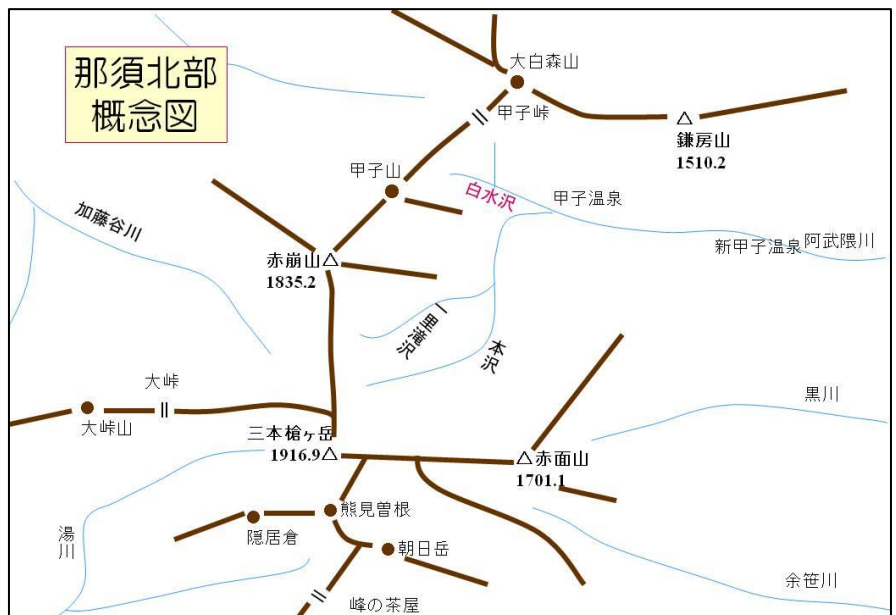 那須北部
概念図
大白森山
甲子峠
鎌房山
1510.2
甲子山
白水沢
甲子温泉
加藤谷川
新甲子温泉
阿武隈川
赤崩山
1835.2
一里滝沢
本沢
大峠
黒川
大峠山
三本槍ヶ岳
1916.9
赤面山
1701.1
熊見曽根
湯川
隠居倉
朝日岳
余笹川
峰の茶屋